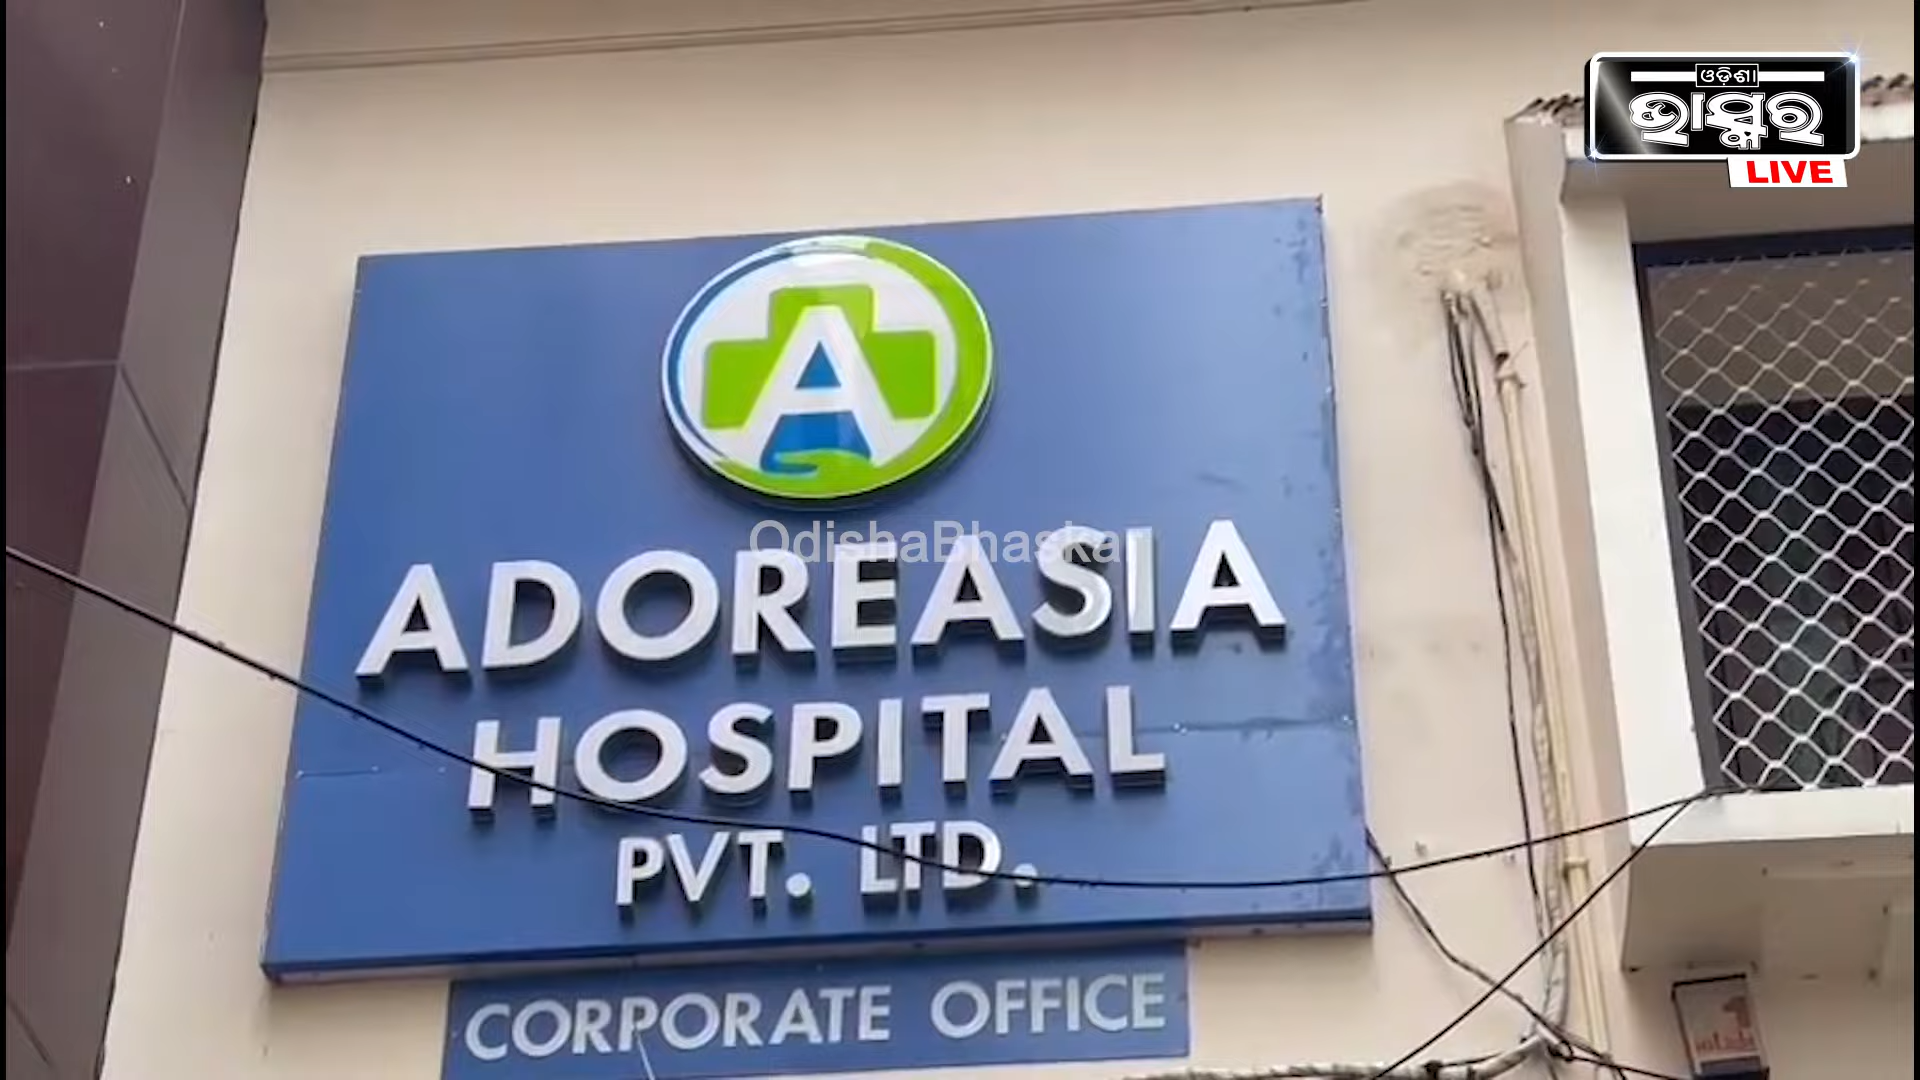 ଓଡ଼ିଶା
ଭାସ୍କର
LIVE
A
OdishaBhaskar
ADOREASIA
HOSPITAL
PVT. LTD.
CORPORATE OFFICE